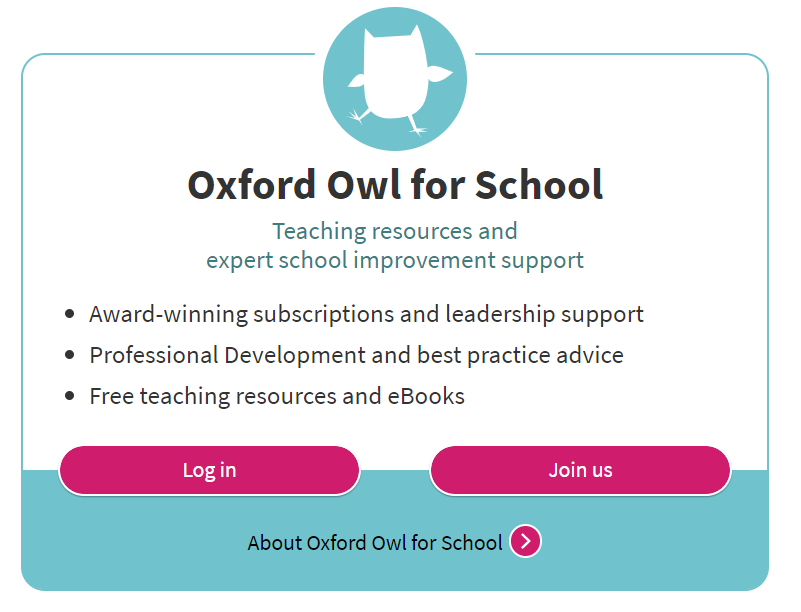 Oxford Owl for School
Teaching resources and
expert school improvement support
• Award-winning subscriptions and leadership support
• Professional Development and best practice advice
• Free teaching resources and eBooks
Log in
Join us
About Oxford Owl for School